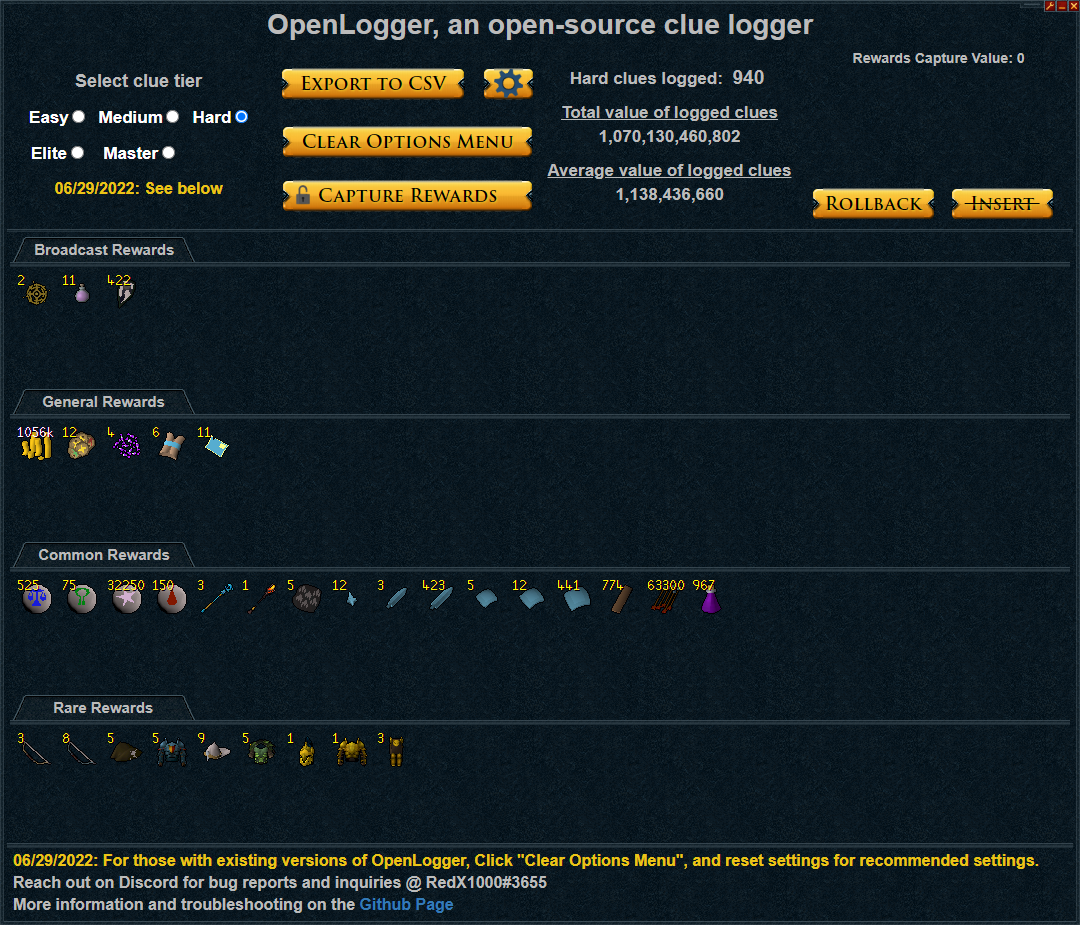 OpenLogger, an open-source clue logger
Rewards Capture Value: 0
Select clue tier
Easy Medium Hard
Elite Master
06/29/2022: See below
EXPORT TO CSV
CLEAR OPTIONS MENU
CAPTURE REWARDS
Hard clues logged: 940
Total value of logged clues
1,070,130,460,802
Average value of logged clues
1,138,436,660
ROLLBACK INSERT
Broadcast Rewards
2 11 422
General Rewards
1056k 12 4 6 11
Common Rewards
525 75 32250 150 3 1 5 12 3 423 5 12 441 774 63300 967
Rare Rewards
3 8 5 5 9 5 1 1 3
06/29/2022: For those with existing versions of OpenLogger, Click "Clear Options Menu", and reset settings for recommended settings.
Reach out on Discord for bug reports and inquiries @ RedX1000#3655
More information and troubleshooting on the Github Page